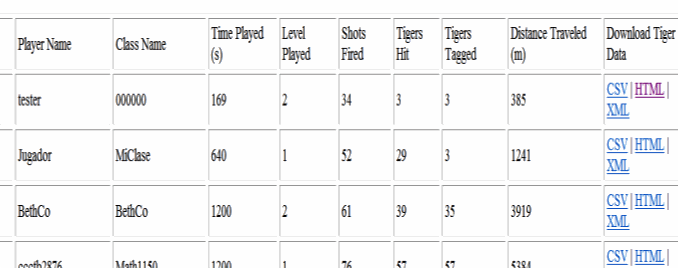 Player Name Class Name Time Played (s) Level Played Shots Fired Tigers Hit Tigers Tagged Distance Traveled (m) Download Tiger Data
tester 000000 169 2 34 3 3 385 CSV | HTML | XML
Jugador MiClase 640 1 52 29 3 1241 CSV | HTML | XML
BethCo BethCo 1200 2 61 39 35 3919 CSV | HTML | XML
Math1150 1200 1 76 57 57 5384 CSV | HTML |